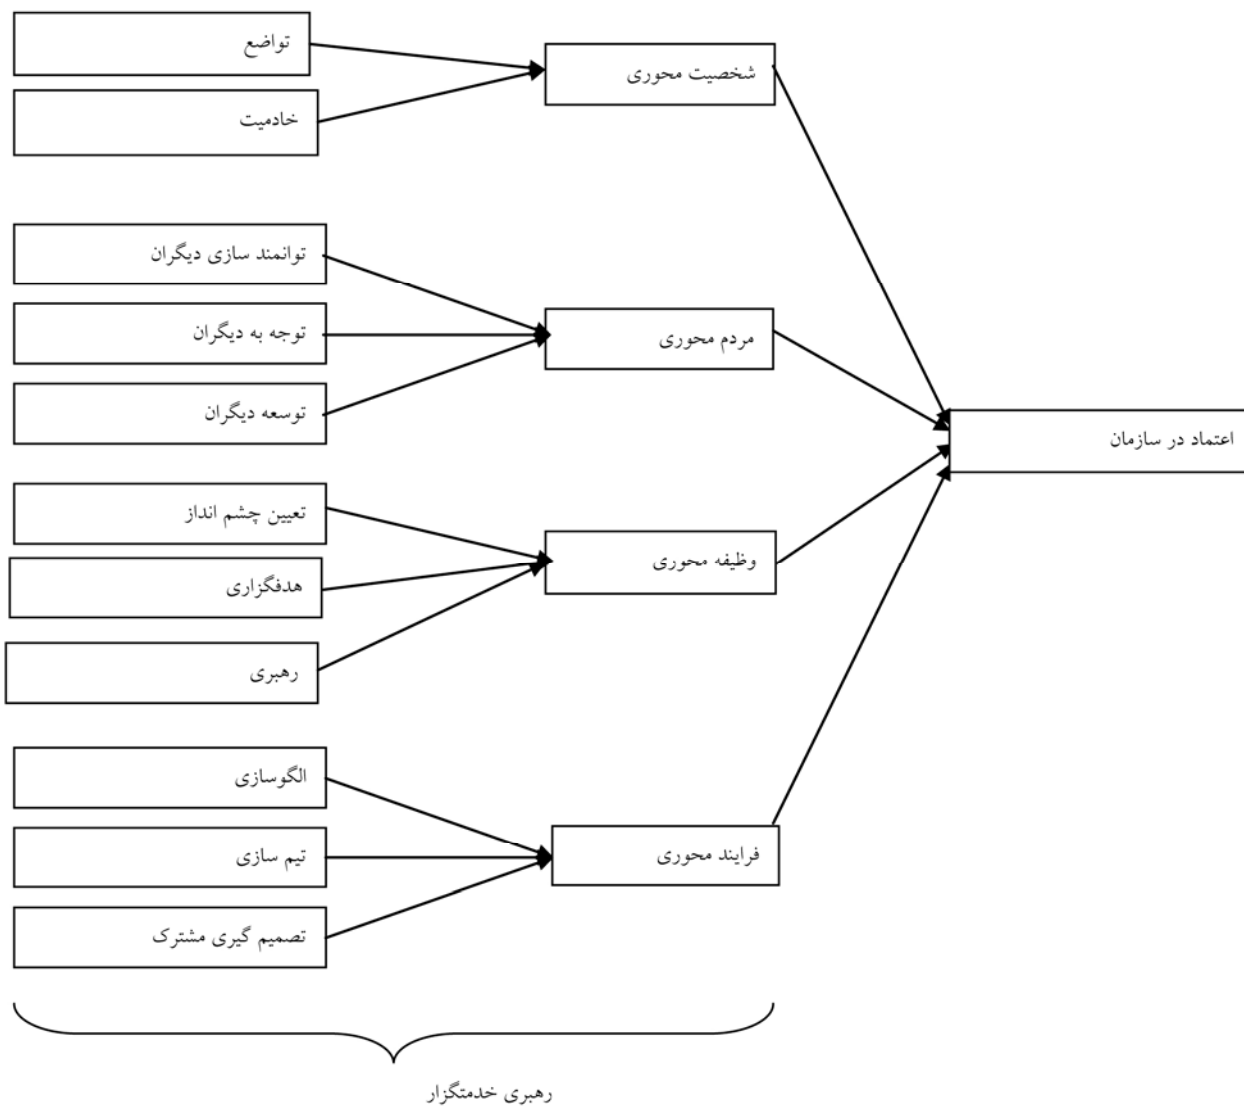 تواضع
خادمیت
شخصیت محوری
توانمند سازی دیگران
توجه به دیگران
توسعه دیگران
مردم محوری
تعیین چشم انداز
هدفگزاری
رهبری
وظیفه محوری
الگوسازی
تیم سازی
تصمیم گیری مشترک
فرایند محوری
اعتماد در سازمان
رهبری خدمتگزار